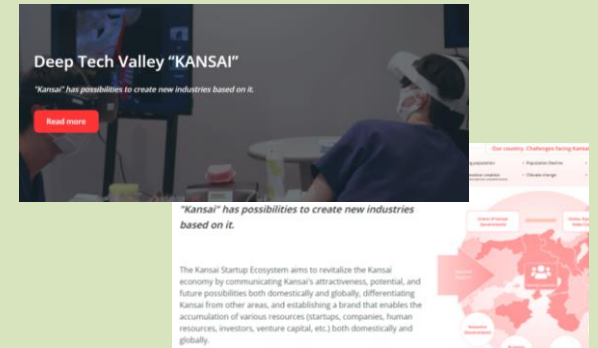 Deep Tech Valley “KANSAI”
"Kansai" has possibilities to create new industries based on it.
Read more
Our country. Challenges facing Kansai
population
• Population Decline
• Climate change
"Kansai" has possibilities to create new industries
based on it.
The Kansai Startup Ecosystem aims to revitalize the Kansai
economy by communicating Kansai's attractiveness, potential, and
future possibilities both domestically and globally, differentiating
Kansai from other areas, and establishing a brand that enables the
accumulation of various resources (startups, companies, human
resources, investors, venture capital, etc.) both domestically and
globally.